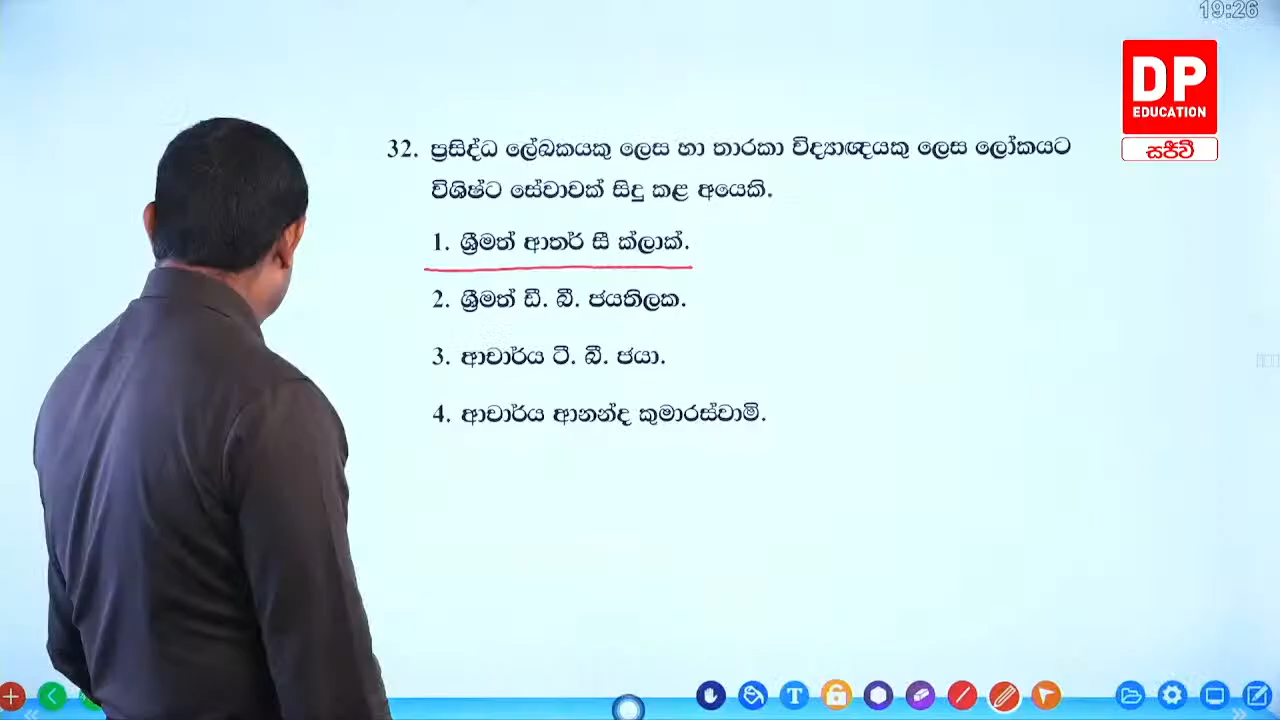 19:26
DP
EDUCATION
සජීවී
32. ප්‍රසිද්ධ ලේඛකයකු ලෙස හා තාරකා විද්‍යාඥයකු ලෙස ලෝකයට
විශිෂ්ට සේවාවක් සිදු කළ අයෙකි.
1. ශ්‍රීමත් ආතර් සී ක්ලාක්.
2. ශ්‍රීමත් ඩී. බී. ජයතිලක.
3. ආචාර්ය ටී. බී. ජයා.
4. ආචාර්ය ආනන්ද කුමාරස්වාමි.